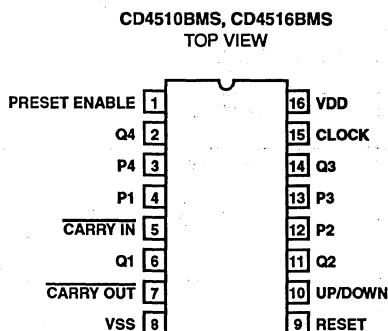 CD4510BMS, CD4516BMS
TOP VIEW
PRESET ENABLE 1 16 VDD
Q4 2 15 CLOCK
P4 3 14 Q3
P1 4 13 P3
CARRY IN 5 12 P2
Q1 6 11 Q2
CARRY OUT 7 10 UP/DOWN
VSS 8 9 RESET